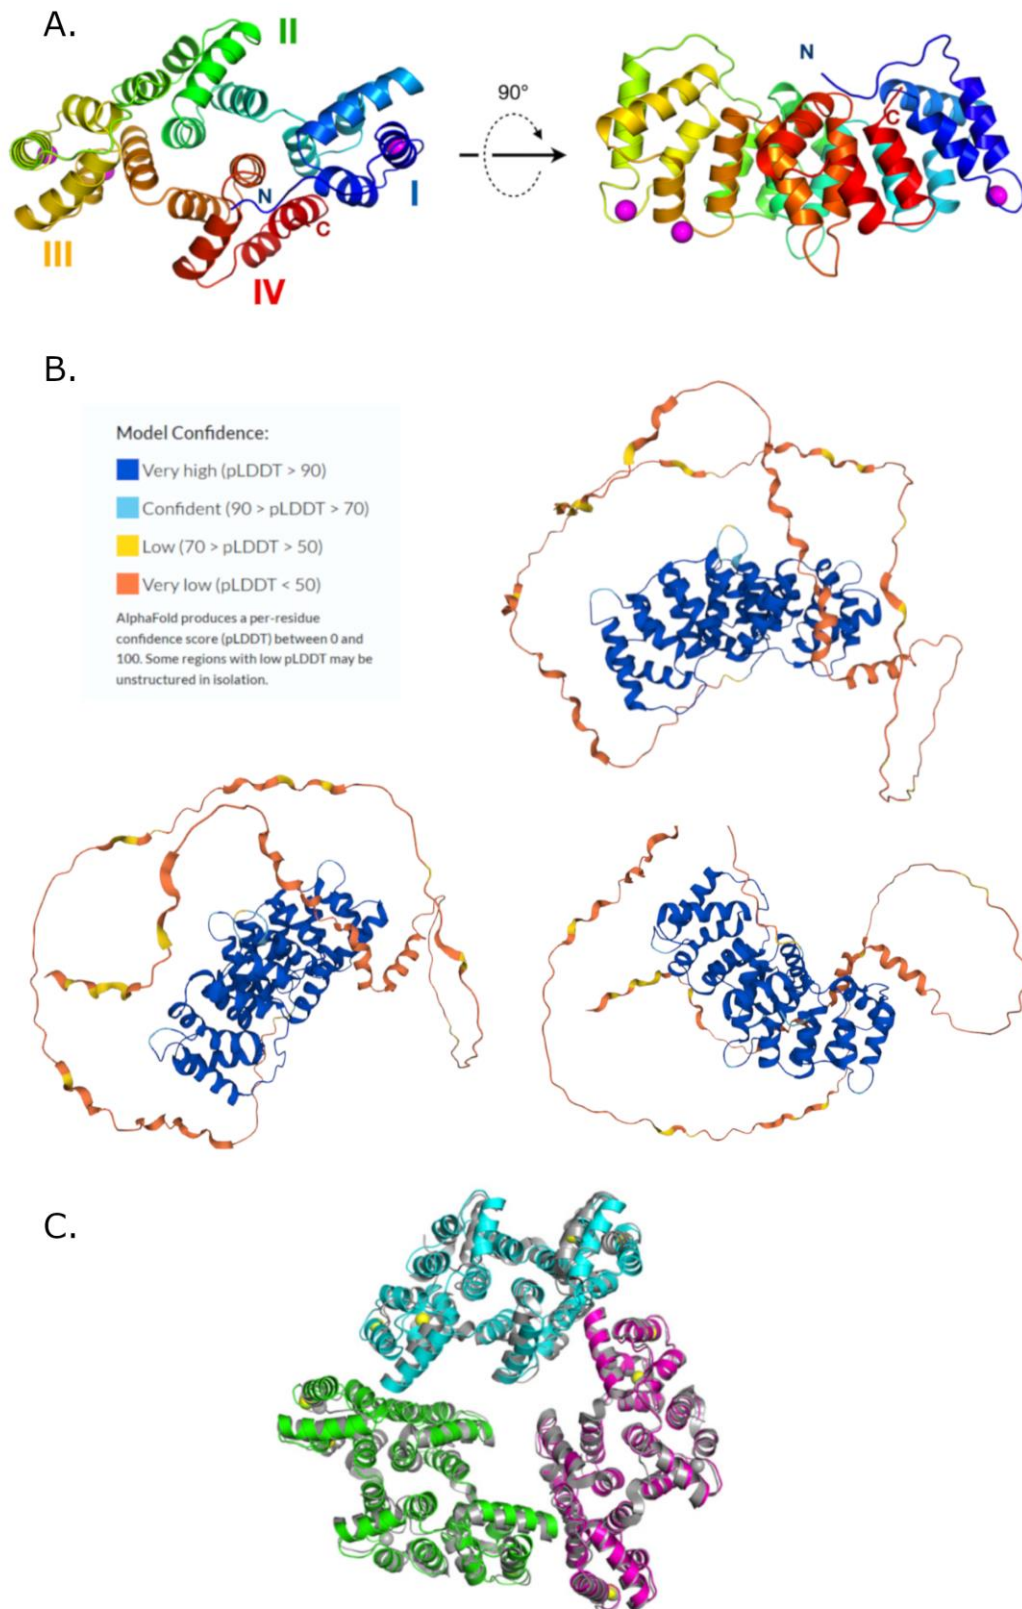 A.
II
N
90°
C
N
C
I
III
IV
B.
Model Confidence:
Very high (pLDDT > 90)
Confident (90 > pLDDT > 70)
Low (70 > pLDDT > 50)
Very low (pLDDT < 50)
AlphaFold produces a per-residue
confidence score (pLDDT) between 0 and
100. Some regions with low pLDDT may be
unstructured in isolation.
C.